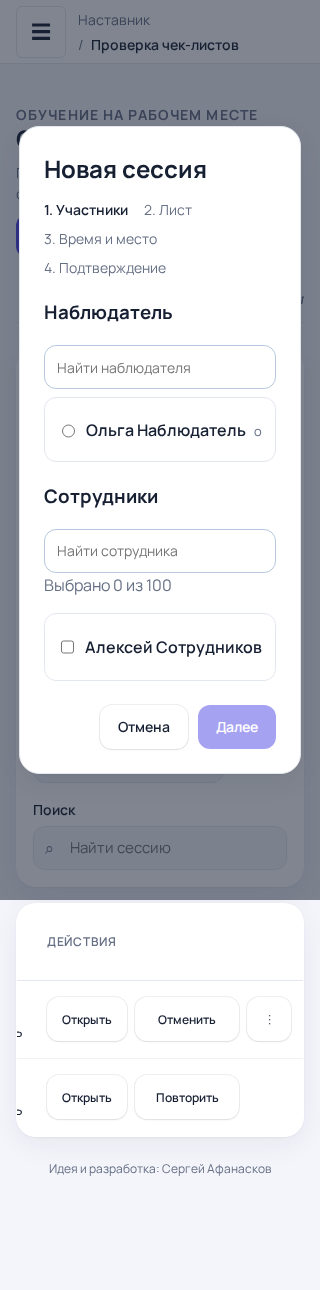 Наставник
/ Проверка чек-листов
ОБУЧЕНИЕ НА РАБОЧЕМ МЕСТЕ
Новая сессия
1. Участники 2. Лист
3. Время и место
4. Подтверждение
Наблюдатель
Найти наблюдателя
Ольга Наблюдатель о
Сотрудники
Найти сотрудника
Выбрано 0 из 100
Алексей Сотрудников
Отмена Далее
Поиск
Найти сессию
ДЕЙСТВИЯ
Открыть Отменить
ь
Открыть Повторить
ь
Идея и разработка: Сергей Афанасков